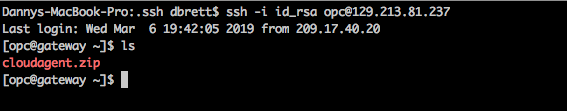 Dannys-MacBook-Pro:.ssh dbrett$ ssh -i id_rsa opc@129.213.81.237
Last login: Wed Mar  6 19:42:05 2019 from 209.17.40.20
[opc@gateway ~]$ ls
cloudagent.zip
[opc@gateway ~]$